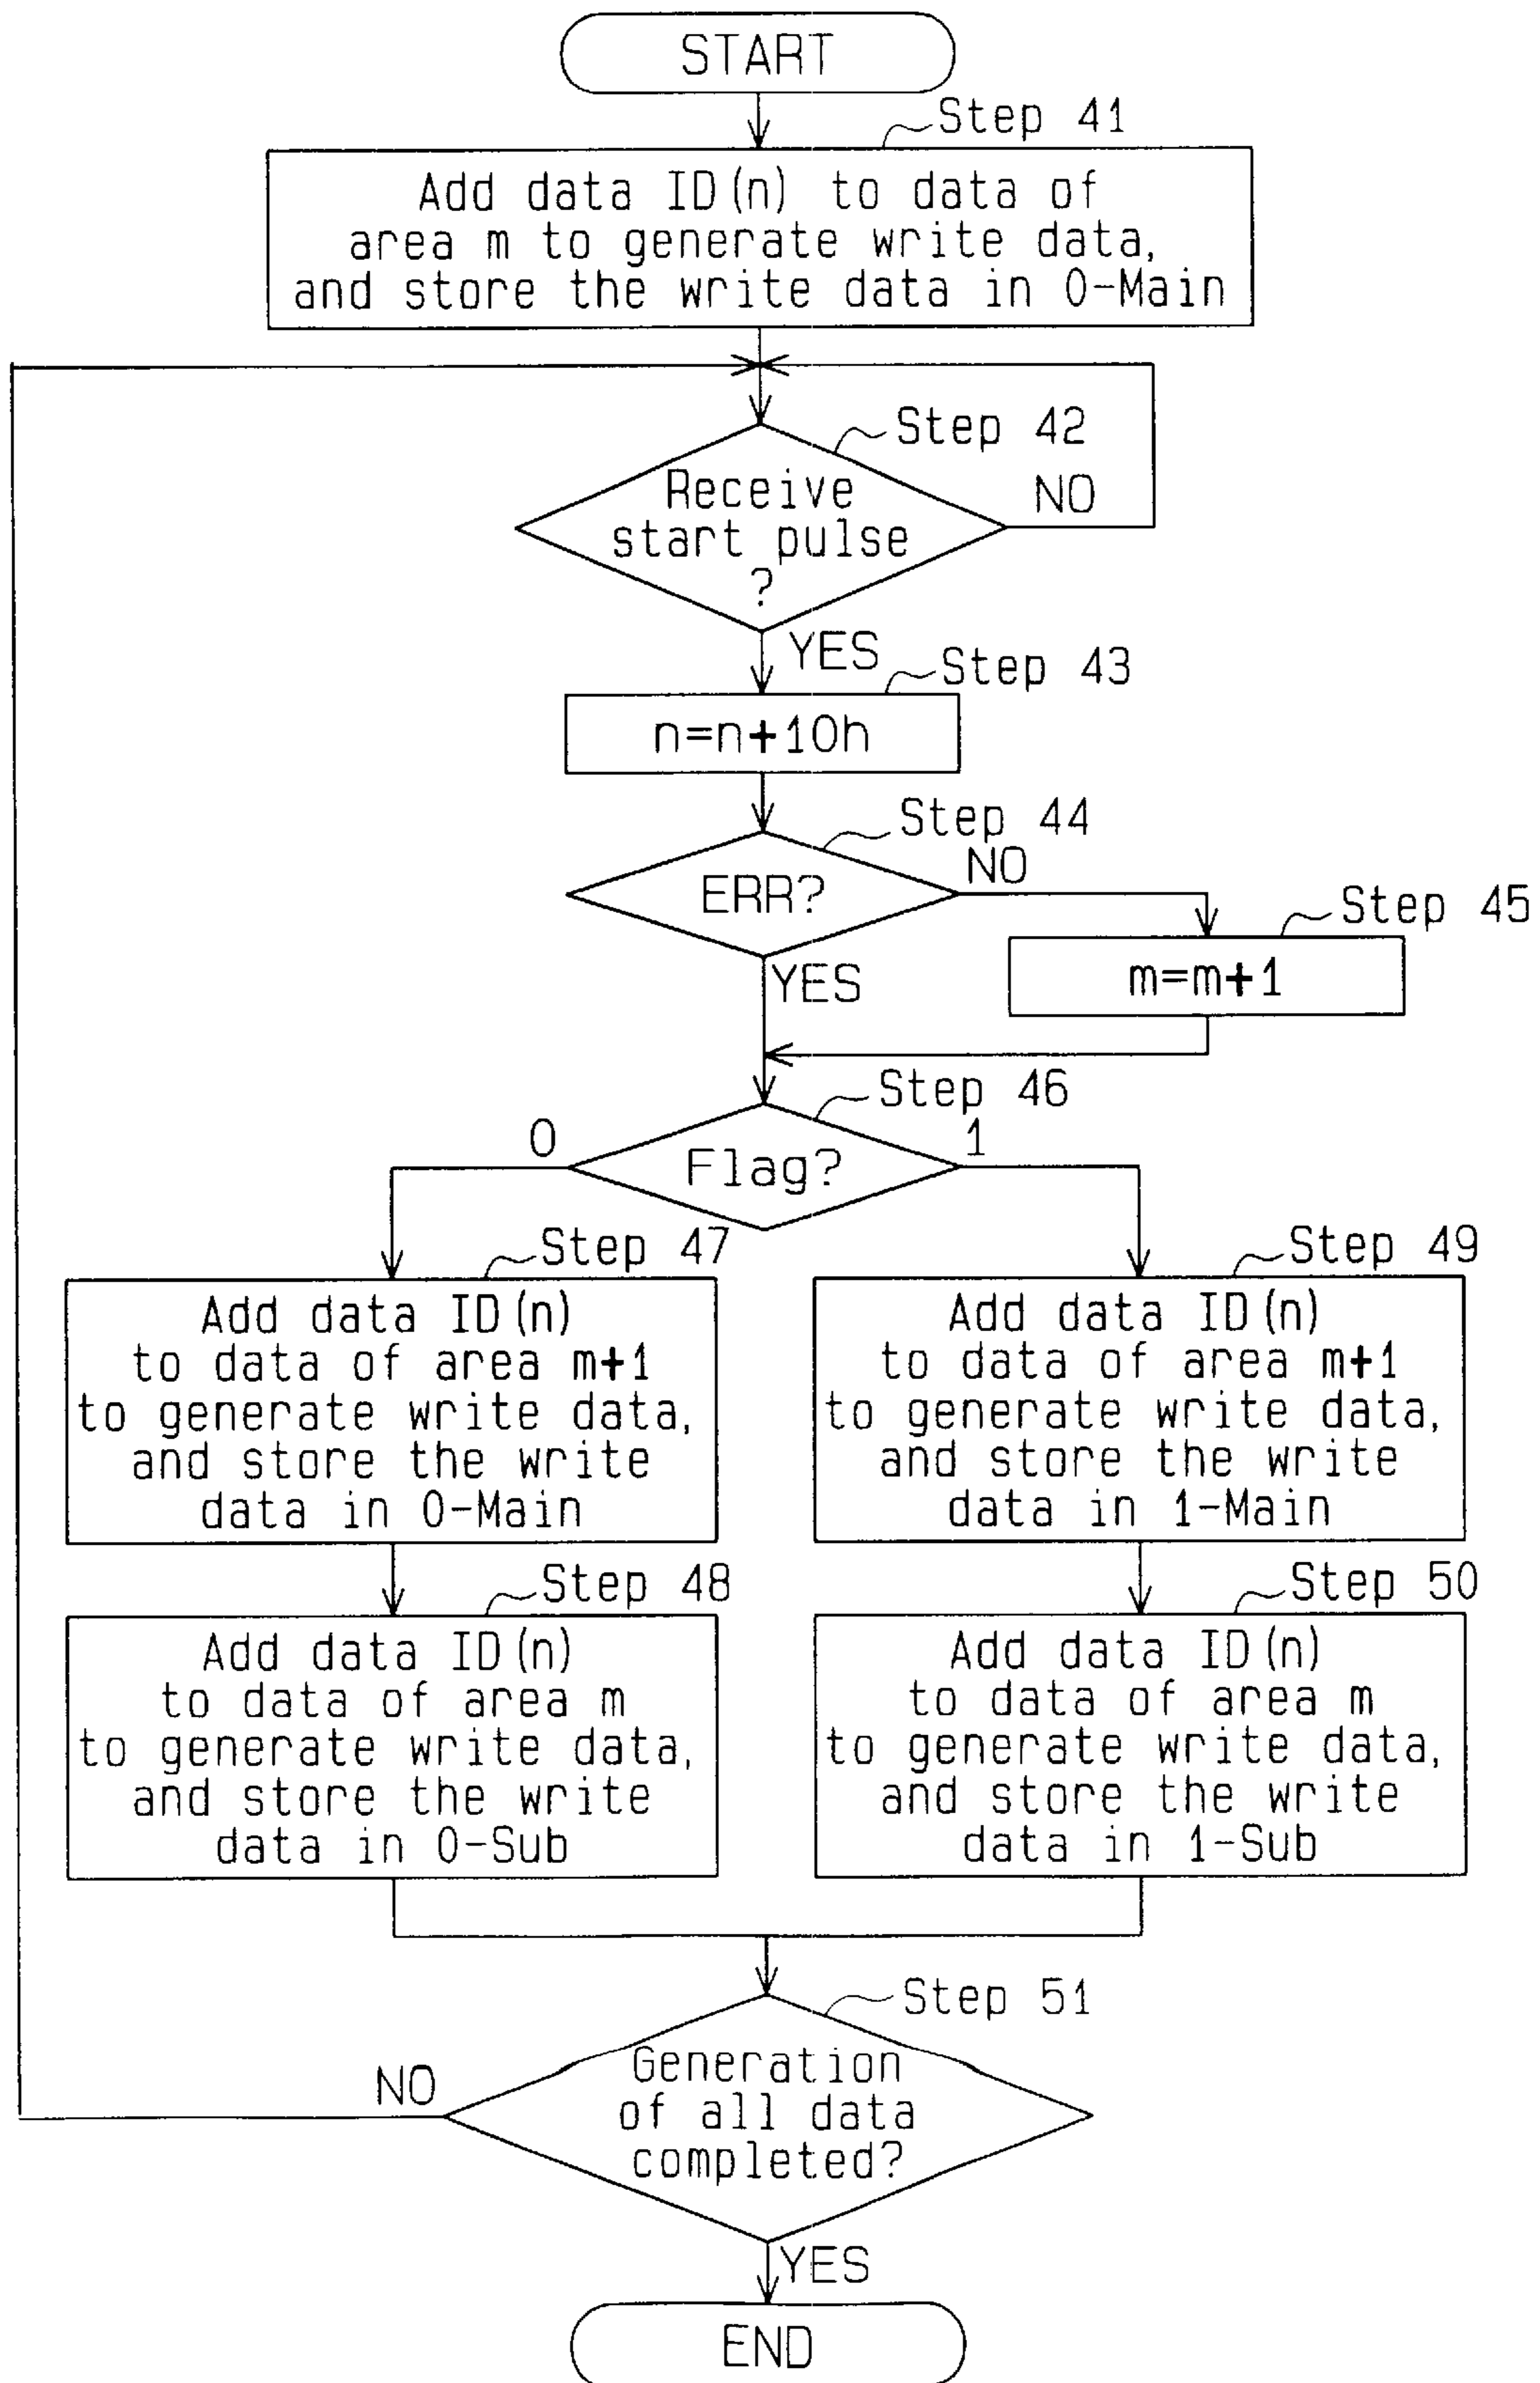 START
Step 41
Add data ID(n) to data of
area m to generate write data,
and store the write data in 0-Main
Step 42
Receive
start pulse
?
NO
YES
Step 43
n=n+10h
Step 44
ERR?
NO
YES
Step 45
m=m+1
Step 46
Flag?
0
1
Step 47
Add data ID(n)
to data of area m+1
to generate write data,
and store the write
data in 0-Main
Step 49
Add data ID(n)
to data of area m+1
to generate write data,
and store the write
data in 1-Main
Step 48
Add data ID(n)
to data of area m
to generate write data,
and store the write
data in 0-Sub
Step 50
Add data ID(n)
to data of area m
to generate write data,
and store the write
data in 1-Sub
Step 51
Generation
of all data
completed?
NO
YES
END